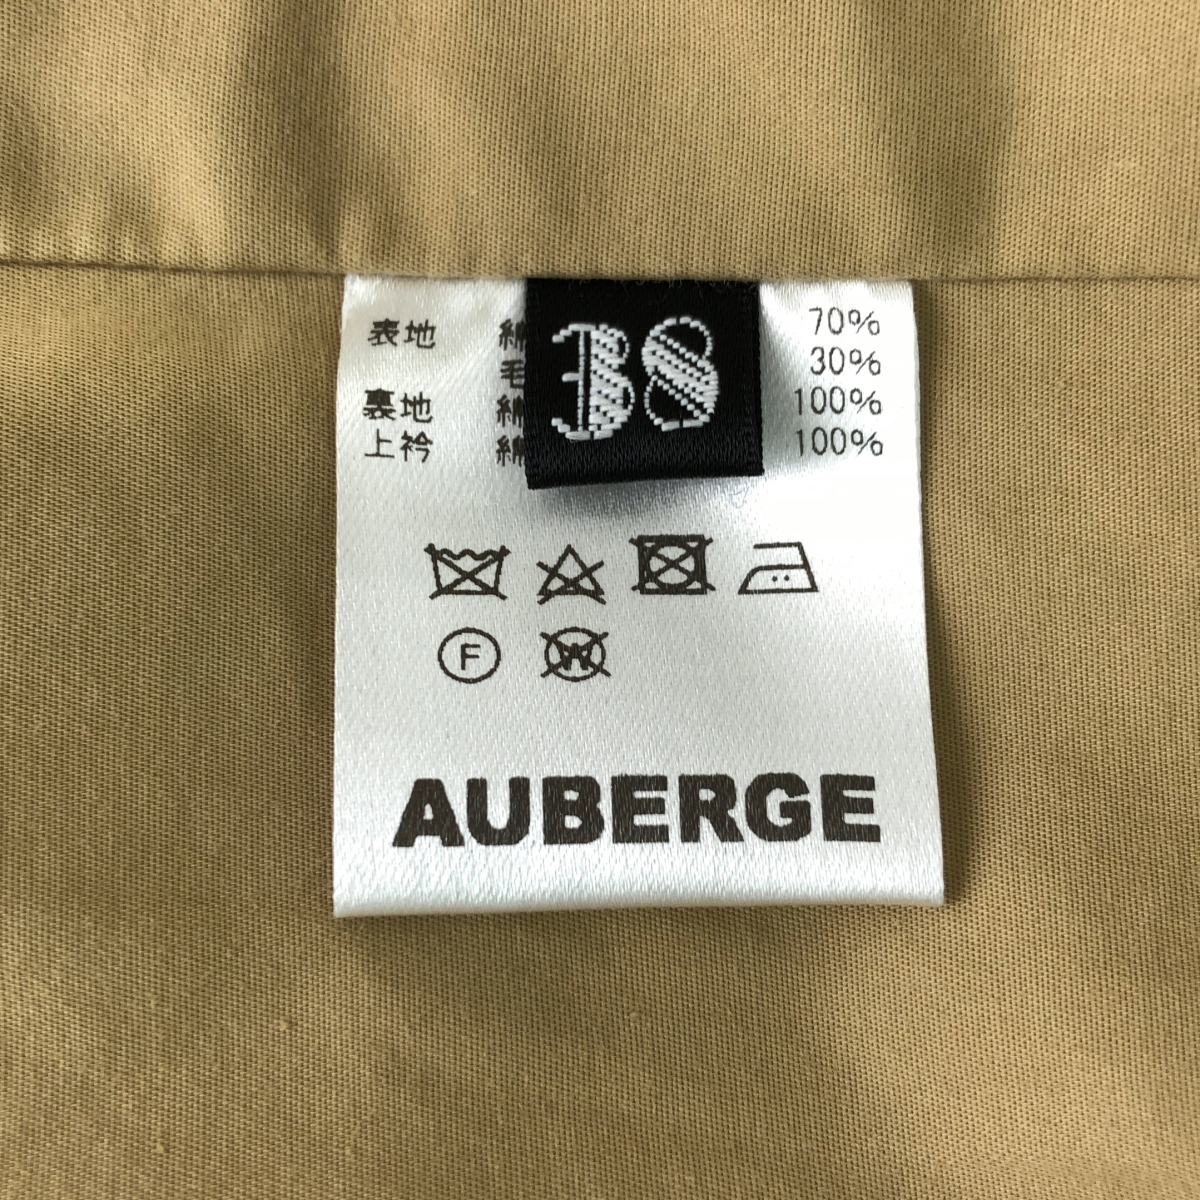 表地 綿 38 70%
毛 30%
裏地 綿 100%
上衿 綿 100%
F W
AUBERGE